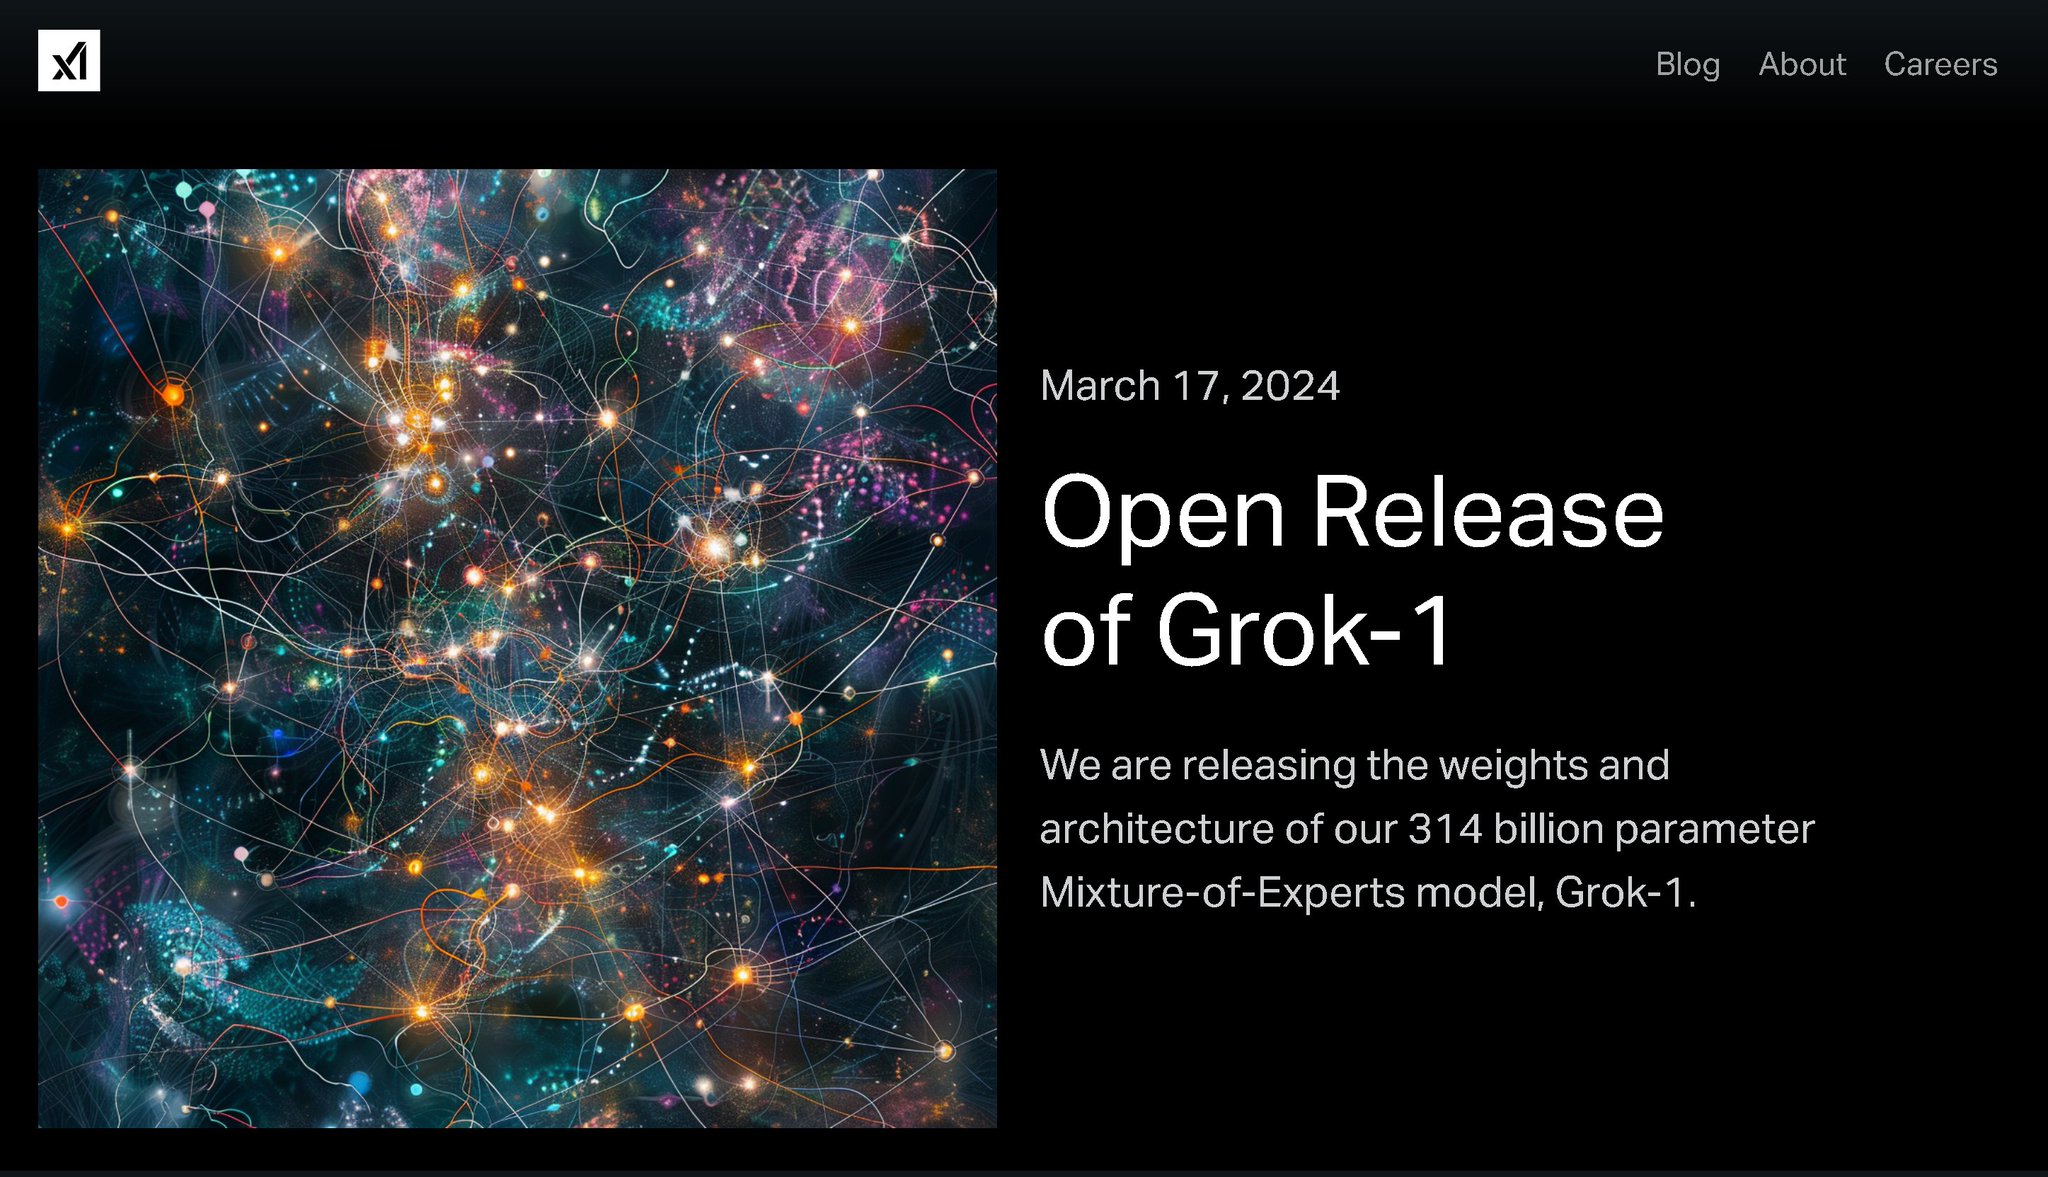 xI
Blog About Careers
March 17, 2024
Open Release
of Grok-1
We are releasing the weights and
architecture of our 314 billion parameter
Mixture-of-Experts model, Grok-1.